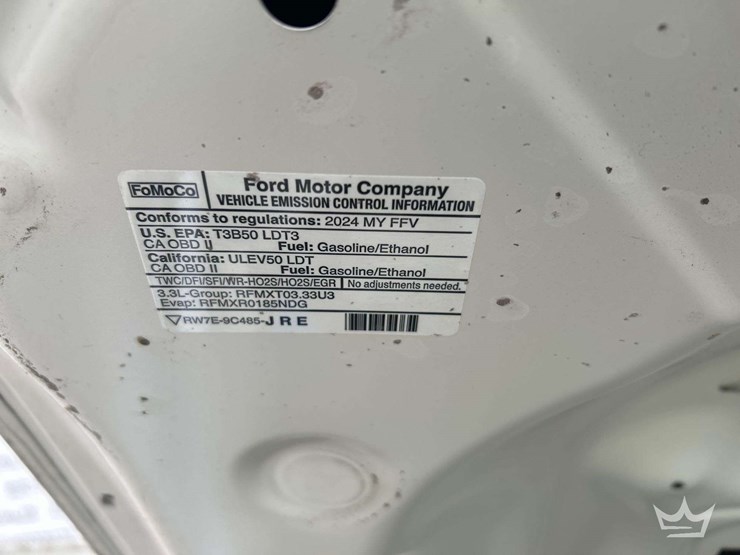 FoMoCo
Ford Motor Company
VEHICLE EMISSION CONTROL INFORMATION
Conforms to regulations: 2024 MY FFV
U.S. EPA: T3B50 LDT3
CA OBD II Fuel: Gasoline/Ethanol
California: ULEV50 LDT
CA OBD II Fuel: Gasoline/Ethanol
TWC/DFI/SFI/WR-HO2S/HO2S/EGR No adjustments needed.
3.3L-Group: RFMXT03.33U3
Evap: RFMXR0185NDG
RW7E-9C485-JRE